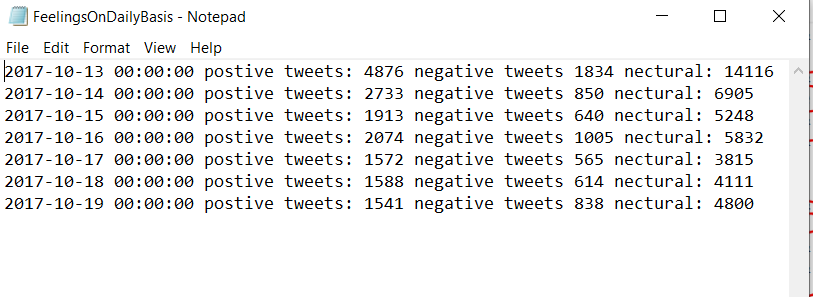 FeelingsOnDailyBasis - Notepad
File Edit Format View Help
2017-10-13 00:00:00 postive tweets: 4876 negative tweets 1834 nectural: 14116
2017-10-14 00:00:00 postive tweets: 2733 negative tweets 850 nectural: 6905
2017-10-15 00:00:00 postive tweets: 1913 negative tweets 640 nectural: 5248
2017-10-16 00:00:00 postive tweets: 2074 negative tweets 1005 nectural: 5832
2017-10-17 00:00:00 postive tweets: 1572 negative tweets 565 nectural: 3815
2017-10-18 00:00:00 postive tweets: 1588 negative tweets 614 nectural: 4111
2017-10-19 00:00:00 postive tweets: 1541 negative tweets 838 nectural: 4800